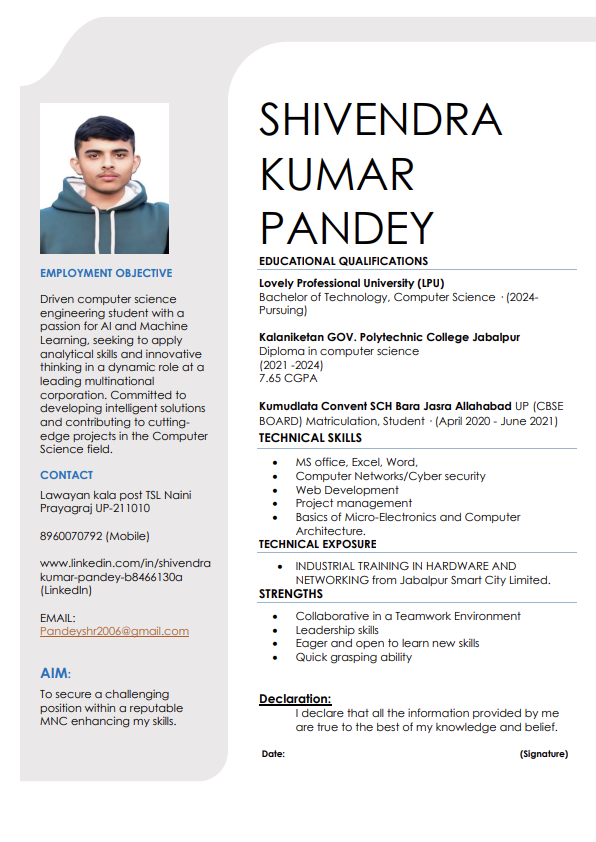 SHIVENDRA
KUMAR
PANDEY
EMPLOYMENT OBJECTIVE
Driven computer science
engineering student with a
passion for AI and Machine
Learning, seeking to apply
analytical skills and innovative
thinking in a dynamic role at a
leading multinational
corporation. Committed to
developing intelligent solutions
and contributing to cutting-
edge projects in the Computer
Science field.
CONTACT
Lawayan kala post TSL Naini
Prayagraj UP-211010
8960070792 (Mobile)
www.linkedin.com/in/shivendra
kumar-pandey-b8466130a
(LinkedIn)
EMAIL:
Pandeyshr2006@gmail.com
AIM:
To secure a challenging
position within a reputable
MNC enhancing my skills.
EDUCATIONAL QUALIFICATIONS
Lovely Professional University (LPU)
Bachelor of Technology, Computer Science · (2024-
Pursuing)
Kalaniketan GOV. Polytechnic College Jabalpur
Diploma in computer science
(2021 -2024)
7.65 CGPA
Kumudlata Convent SCH Bara Jasra Allahabad UP (CBSE
BOARD) Matriculation, Student · (April 2020 - June 2021)
TECHNICAL SKILLS
• MS office, Excel, Word,
• Computer Networks/Cyber security
• Web Development
• Project management
• Basics of Micro-Electronics and Computer
Architecture.
TECHNICAL EXPOSURE
• INDUSTRIAL TRAINING IN HARDWARE AND
NETWORKING from Jabalpur Smart City Limited.
STRENGTHS
• Collaborative in a Teamwork Environment
• Leadership skills
• Eager and open to learn new skills
• Quick grasping ability
Declaration:
I declare that all the information provided by me
are true to the best of my knowledge and belief.
Date: (Signature)